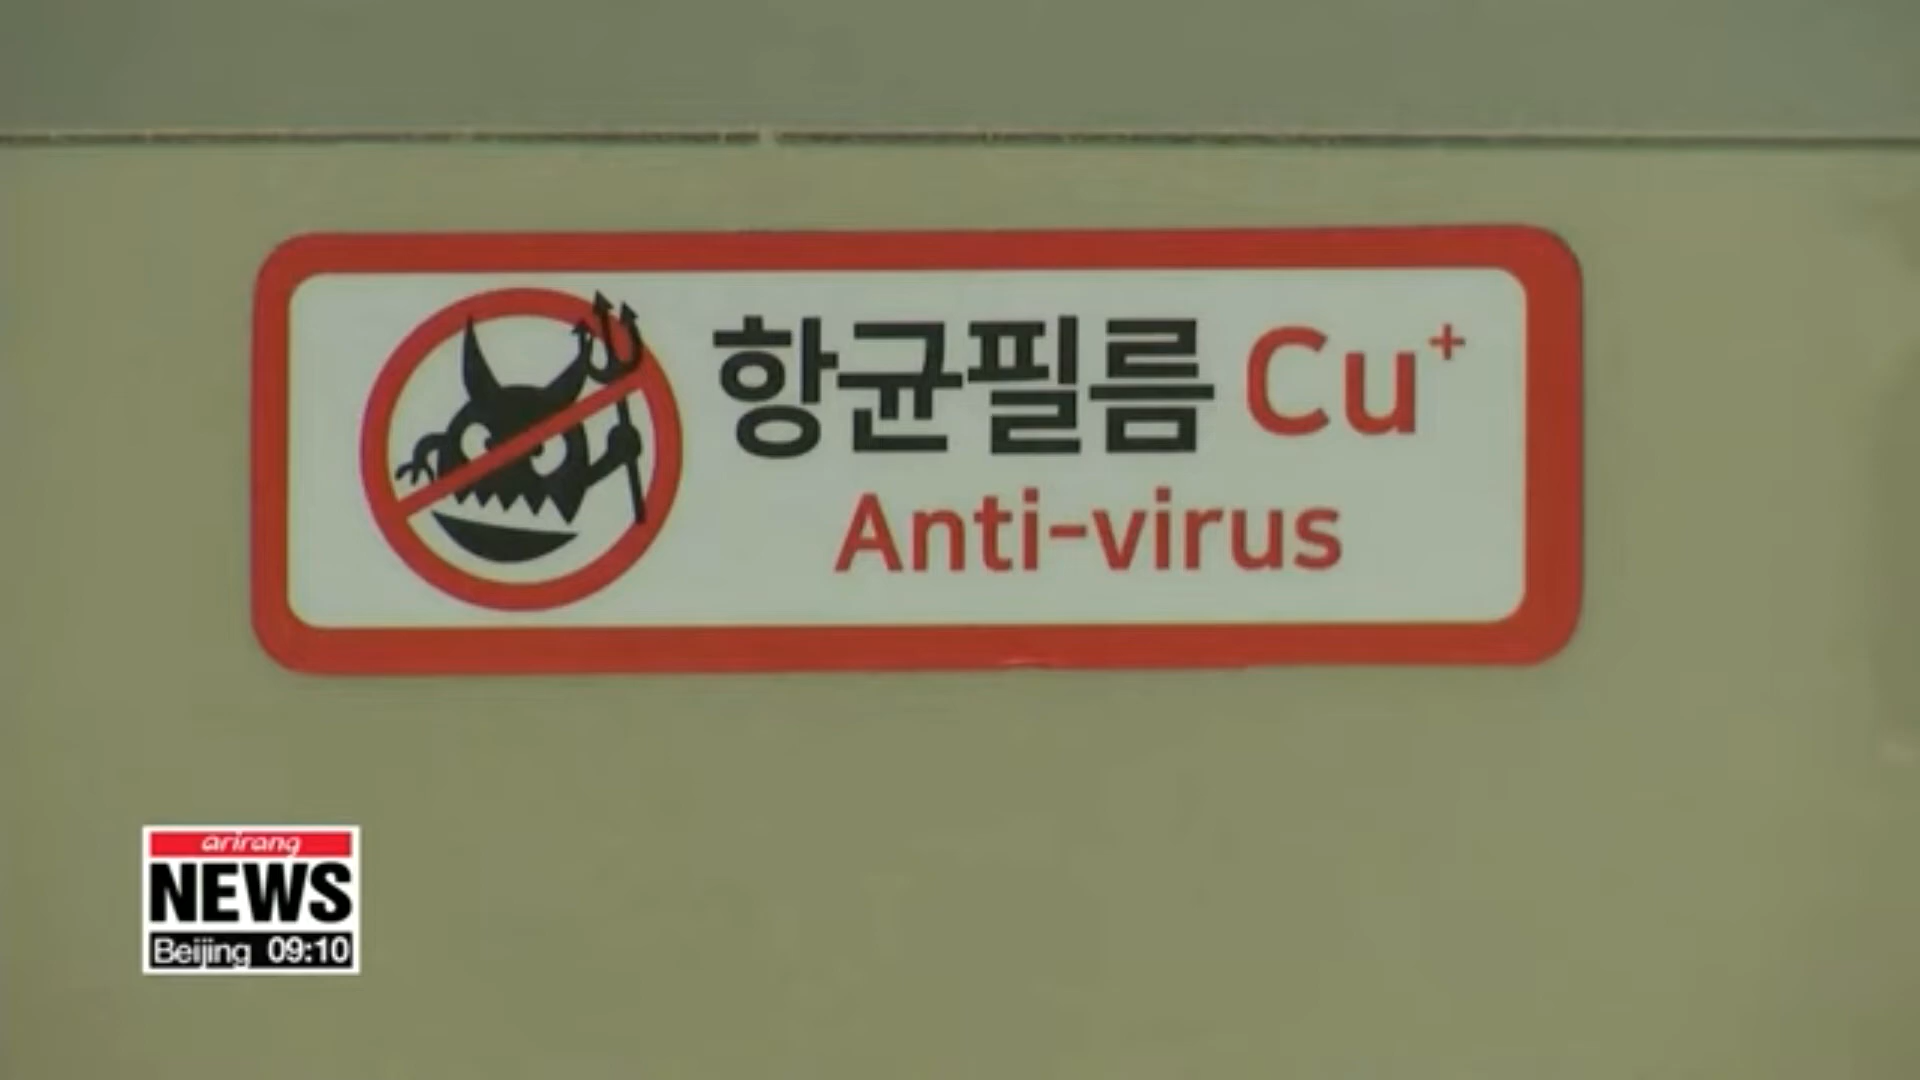 항균필름 Cu⁺
Anti-virus
arirang
NEWS
Beijing 09:10